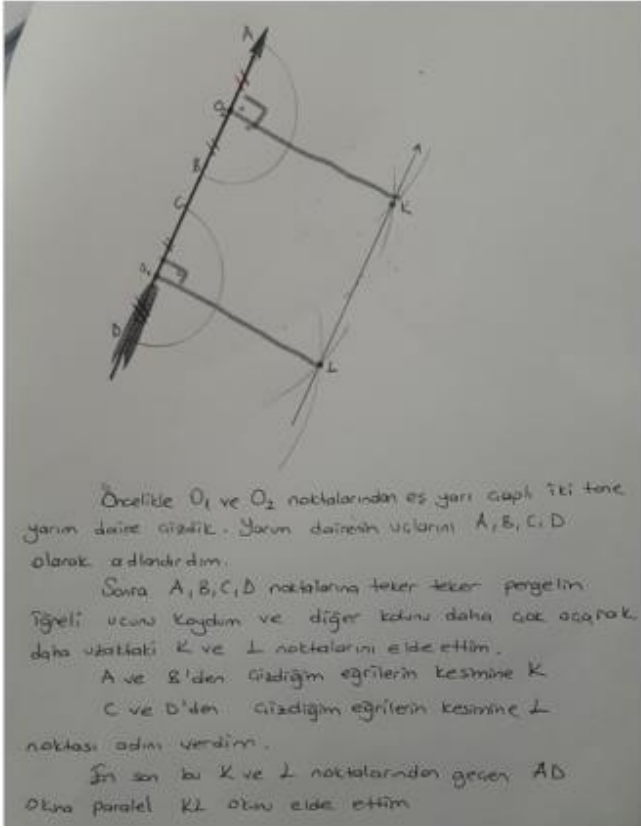 A
O₂
B
C
K
O₁
D
L
Öncelikle O₁ ve O₂ noktalarından eş yarı çaplı iki tane
yarım daire çizdik. Yarım dairenin uçlarını A, B, C, D
olarak adlandırdım.
Sonra A, B, C, D noktalarına teker teker pergelin
iğneli ucunu koydum ve diğer kolunu daha çok açarak
daha uzaktaki K ve L noktalarını elde ettim.
A ve B'den çizdiğim eğrilerin kesimine K
C ve D'den çizdiğim eğrilerin kesimine L
noktası adını verdim.
En son bu K ve L noktalarından geçen AD
okuna paralel KL okunu elde ettim